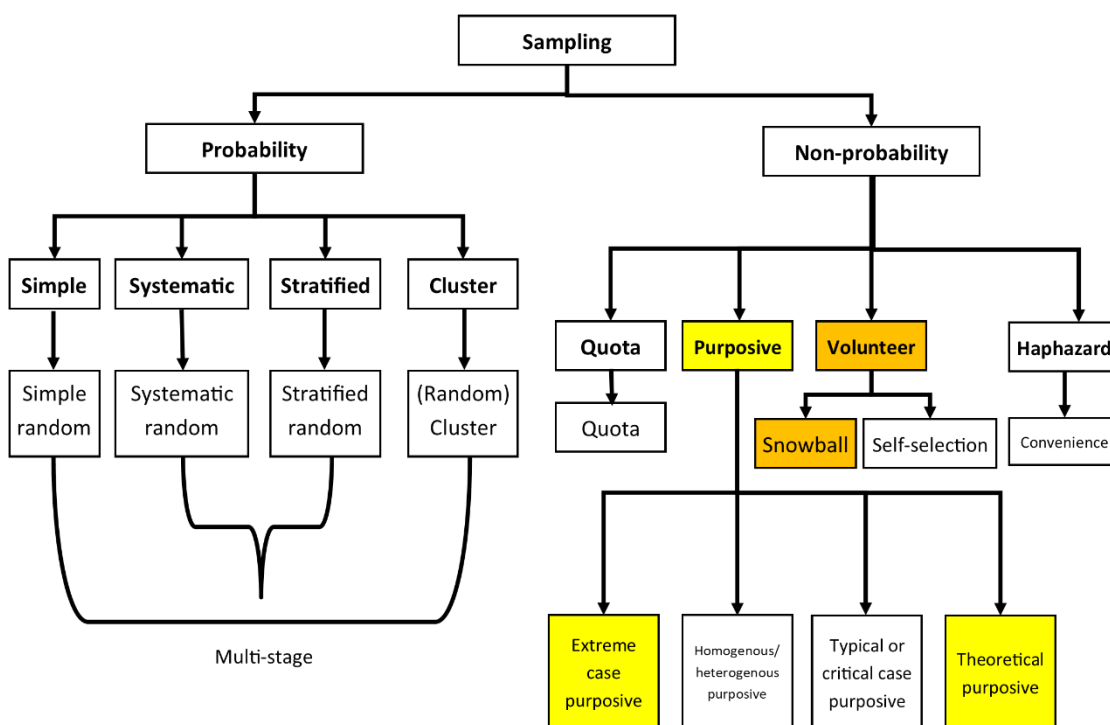 Sampling
Probability
Non-probability
Simple
Systematic
Stratified
Cluster
Quota
Purposive
Volunteer
Haphazard
Simple
random
Systematic
random
Stratified
random
(Random)
Cluster
Quota
Snowball
Self-selection
Convenience
Multi-stage
Extreme
case
purposive
Homogenous/
heterogenous
purposive
Typical or
critical case
purposive
Theoretical
purposive